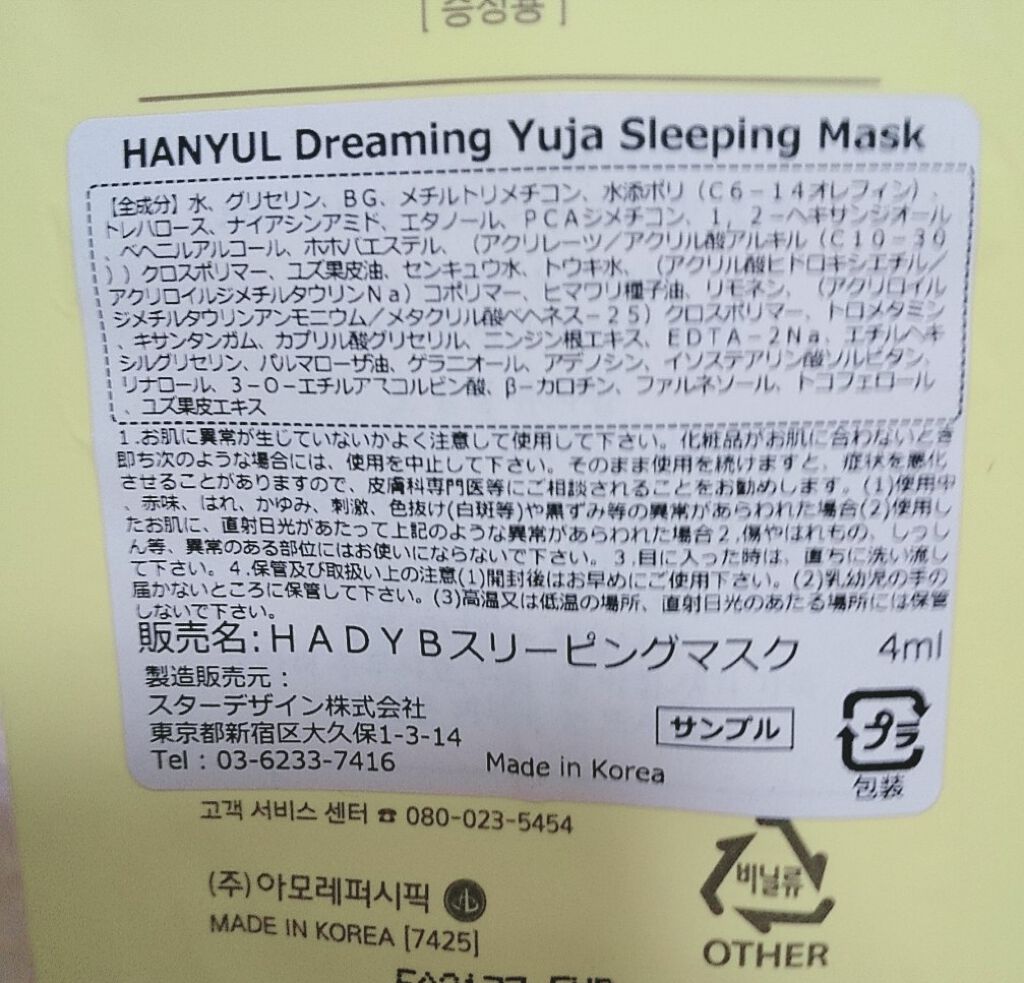 [ 증정용 ]
HANYUL Dreaming Yuja Sleeping Mask
【全成分】水、グリセリン、BG、メチルトリメチコン、水添ポリ（C6－14オレフィン）、
トレハロース、ナイアシンアミド、エタノール、PCAジメチコン、1，2－ヘキサンジオール
、ベヘニルアルコール、ホホバエステル、（アクリレーツ／アクリル酸アルキル（C10－30
））クロスポリマー、ユズ果皮油、センキュウ水、トウキ水、（アクリル酸ヒドロキシエチル／
アクリロイルジメチルタウリンNa）コポリマー、ヒマワリ種子油、リモネン、（アクリロイル
ジメチルタウリンアンモニウム／メタクリル酸ベヘネス－25）クロスポリマー、トロメタミン
、キサンタンガム、カプリル酸グリセリル、ニンジン根エキス、EDTA－2Na、エチルヘキ
シルグリセリン、パルマローザ油、ゲラニオール、アデノシン、イソステアリン酸ソルビタン、
リナロール、3－O－エチルアスコルビン酸、β－カロチン、ファルネソール、トコフェロール
、ユズ果皮エキス
1.お肌に異常が生じていないかよく注意して使用して下さい。化粧品がお肌に合わないとき
即ち次のような場合には、使用を中止して下さい。そのまま使用を続けますと、症状を悪化
させることがありますので、皮膚科専門医等にご相談されることをお勧めします。(1)使用中
、赤味、はれ、かゆみ、刺激、色抜け(白斑等)や黒ずみ等の異常があらわれた場合(2)使用し
たお肌に、直射日光があたって上記のような異常があらわれた場合2.傷やはれもの、しっし
ん等、異常のある部位にはお使いにならないで下さい。3.目に入った時は、直ちに洗い流し
て下さい。4.保管及び取扱い上の注意(1)開封後はお早めにご使用下さい。(2)乳幼児の手の
届かないところに保管して下さい。(3)高温又は低温の場所、直射日光のあたる場所には保管
しないで下さい。
販売名:HADYBスリーピングマスク 4ml
製造販売元：
スターデザイン株式会社
東京都新宿区大久保1-3-14
サンプル
プラ
Tel : 03-6233-7416
Made in Korea
包装
고객 서비스 센터 ☎ 080-023-5454
비닐류
(주)아모레퍼시픽
MADE IN KOREA [7425]
OTHER